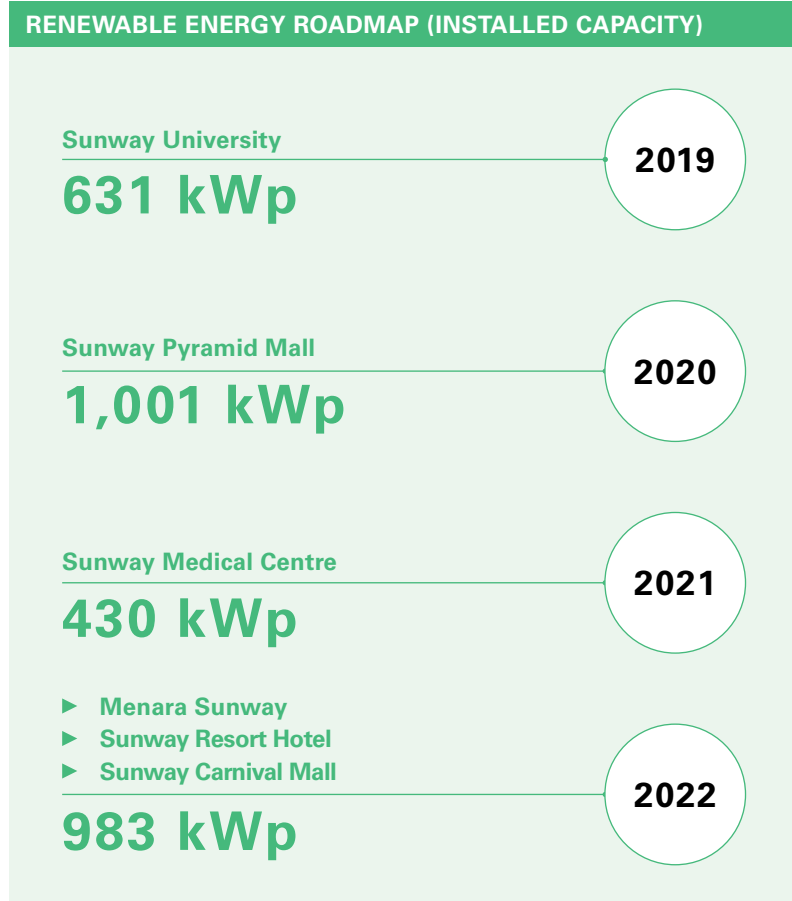 RENEWABLE ENERGY ROADMAP (INSTALLED CAPACITY)
Sunway University
631 kWp
2019
Sunway Pyramid Mall
1,001 kWp
2020
Sunway Medical Centre
430 kWp
2021
► Menara Sunway
► Sunway Resort Hotel
► Sunway Carnival Mall
983 kWp
2022